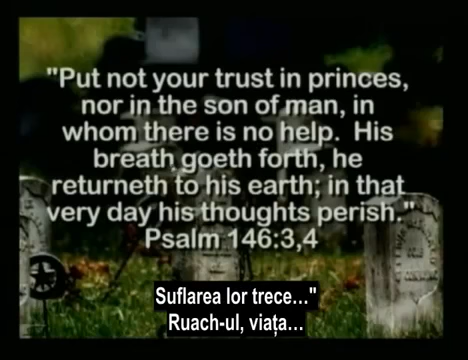 "Put not your trust in princes,
nor in the son of man, in
whom there is no help.  His
breath goeth forth, he
returneth to his earth; in that
very day his thoughts perish."
Psalm 146:3,4
Suflarea lor trece..."
Ruach-ul, viața...